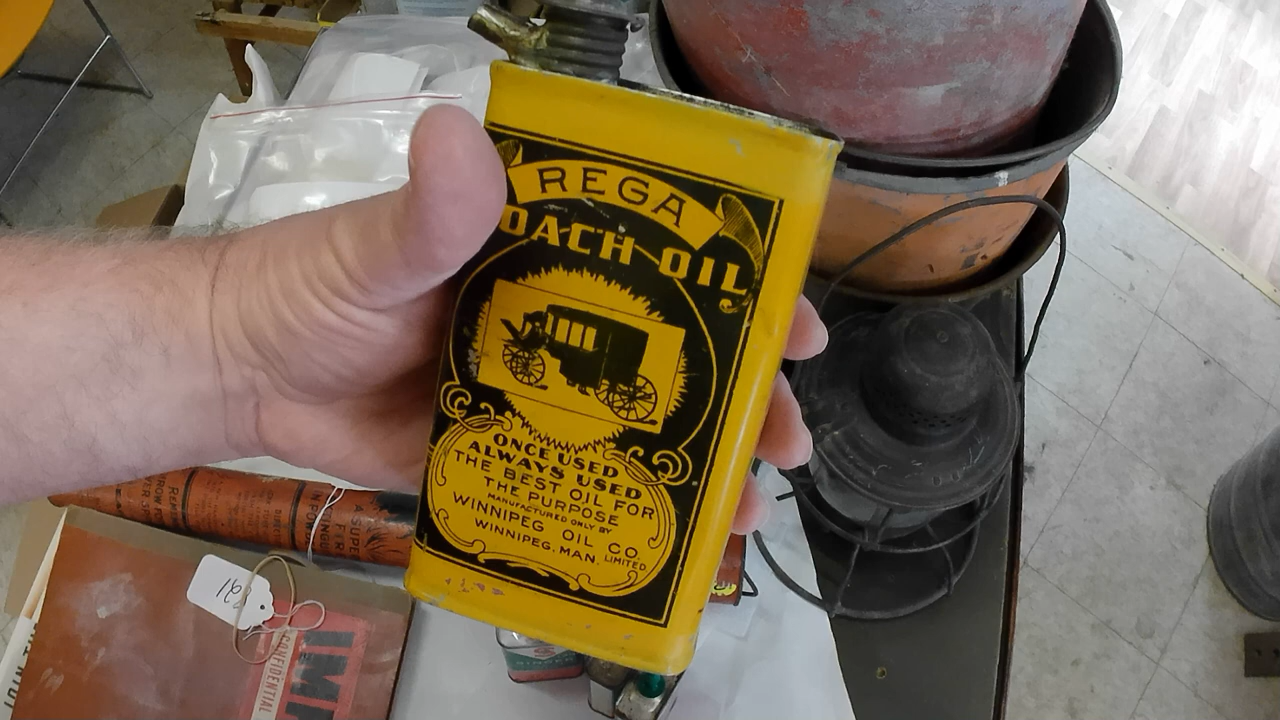 REGA
OACH OIL
ONCE USED
ALWAYS USED
THE BEST OIL FOR
THE PURPOSE
MANUFACTURED ONLY BY
WINNIPEG OIL CO.
LIMITED.
WINNIPEG. MAN.
CONFIDENTIAL